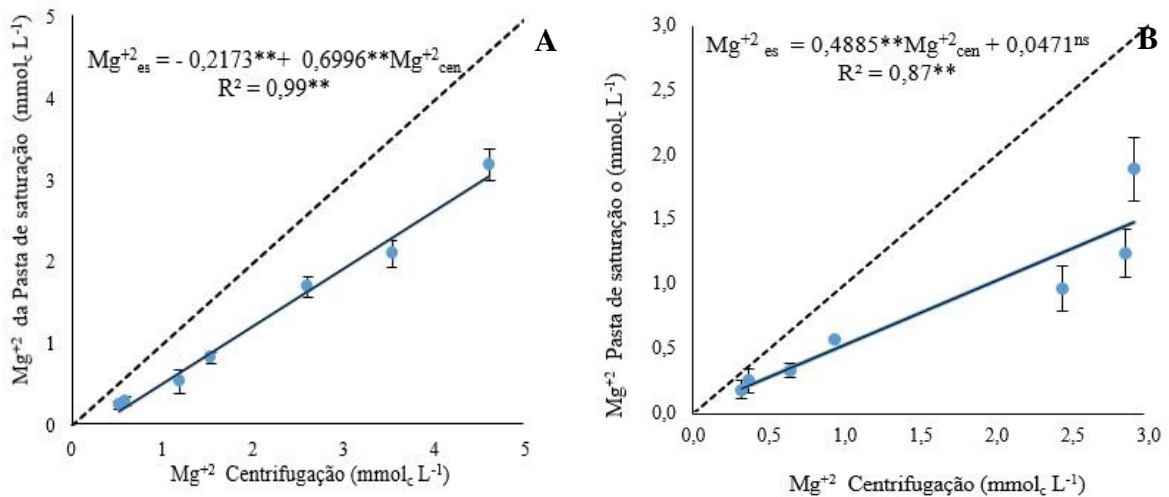 A
Mg⁺²es = - 0,2173**+ 0,6996**Mg⁺²cen
R² = 0,99**
Mg⁺² da Pasta de saturação (mmolc L⁻¹)
5
4
3
2
1
0
0 1 2 3 4 5
Mg⁺² Centrifugação (mmolc L⁻¹)
B
Mg⁺² es = 0,4885**Mg⁺²cen + 0,0471ns
R² = 0,87**
Mg⁺² Pasta de saturação o (mmolc L⁻¹)
3,0
2,5
2,0
1,5
1,0
0,5
0,0
0,0 0,5 1,0 2,0 2,5 3,0
Mg⁺² Centrifugação (mmolc L⁻¹)